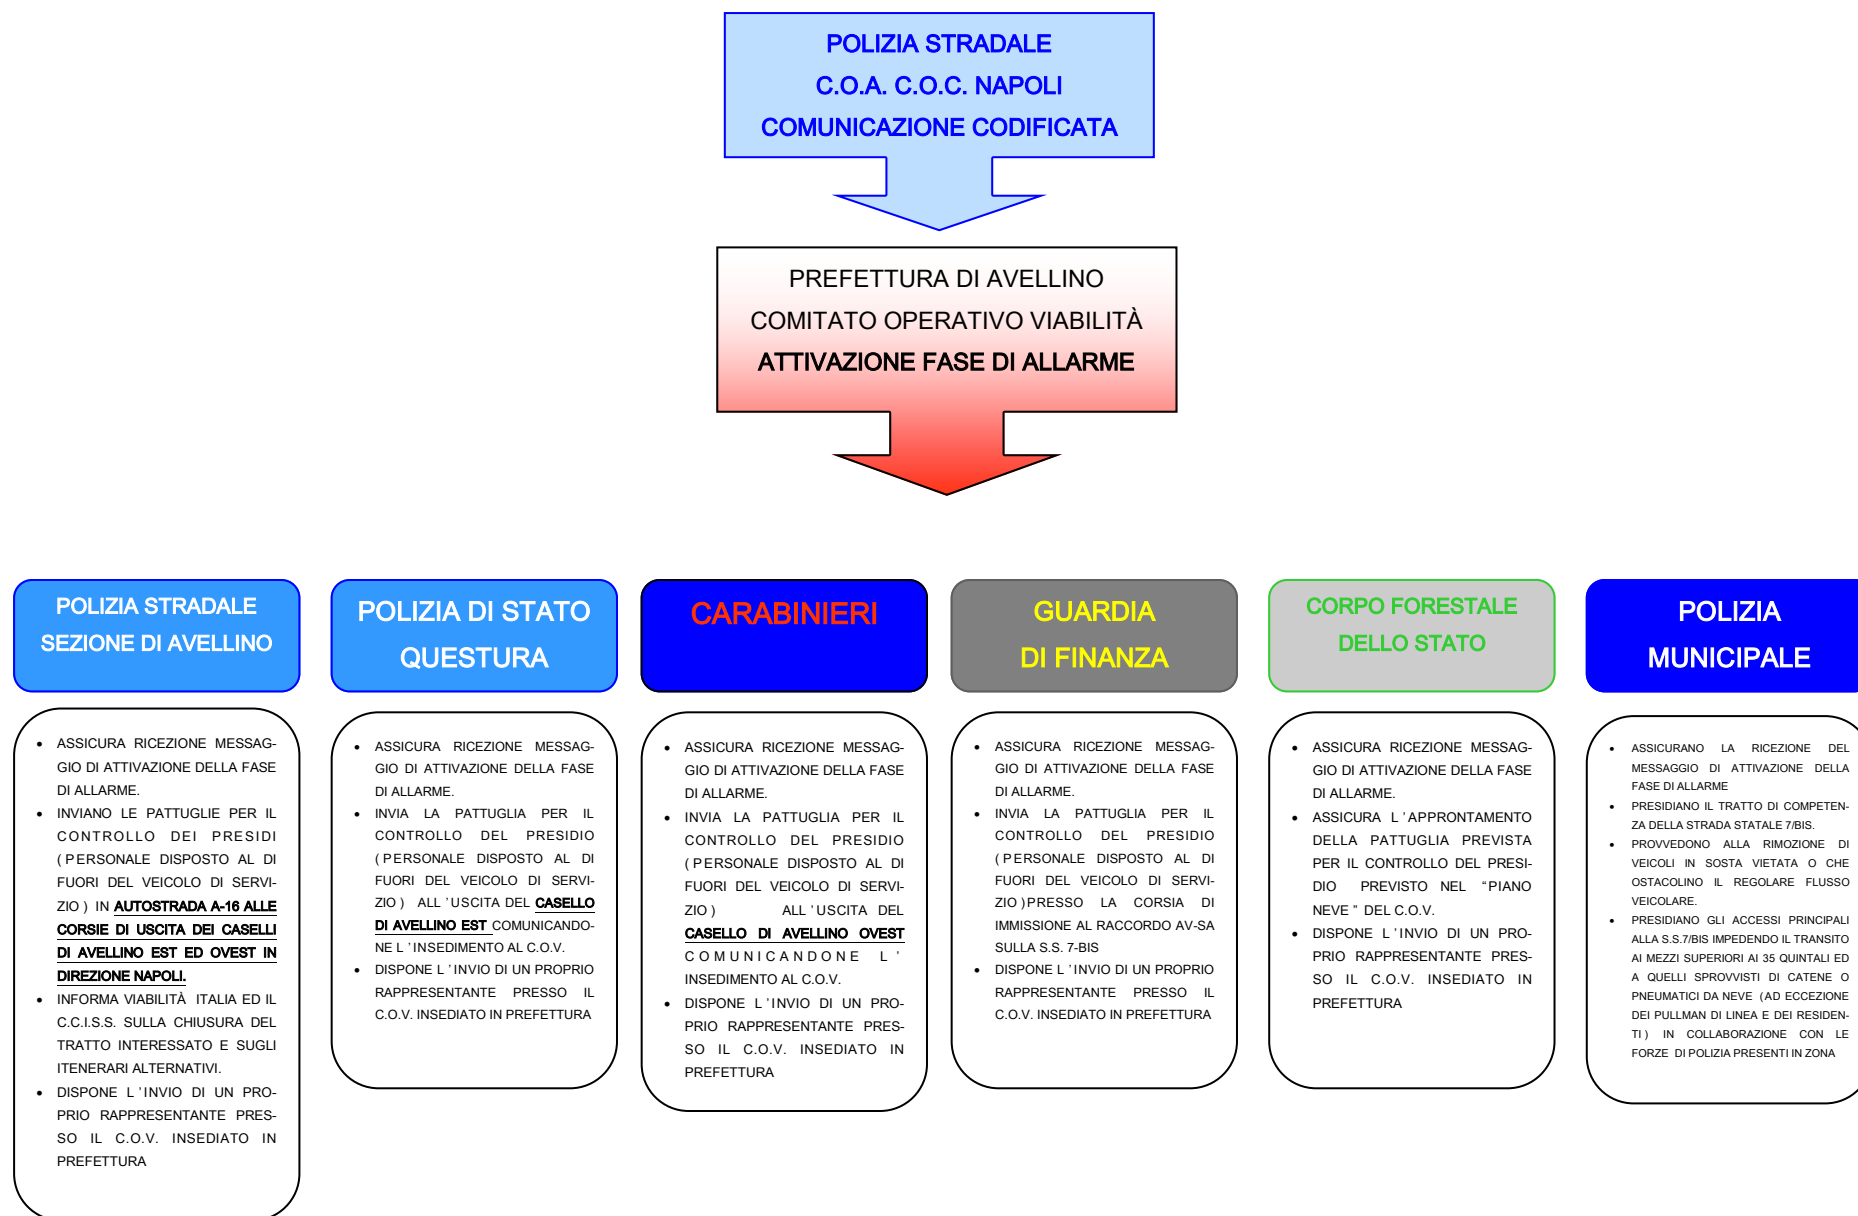 POLIZIA STRADALE
C.O.A. C.O.C. NAPOLI
COMUNICAZIONE CODIFICATA
PREFETTURA DI AVELLINO
COMITATO OPERATIVO VIABILITÀ
ATTIVAZIONE FASE DI ALLARME
POLIZIA STRADALE
SEZIONE DI AVELLINO
• ASSICURA RICEZIONE MESSAG-
GIO DI ATTIVAZIONE DELLA FASE
DI ALLARME.
• INVIANO LE PATTUGLIE PER IL
CONTROLLO DEI PRESIDI
(PERSONALE DISPOSTO AL DI
FUORI DEL VEICOLO DI SERVI-
ZIO) IN AUTOSTRADA A-16 ALLE
CORSIE DI USCITA DEI CASELLI
DI AVELLINO EST ED OVEST IN
DIREZIONE NAPOLI.
• INFORMA VIABILITÀ ITALIA ED IL
C.C.I.S.S. SULLA CHIUSURA DEL
TRATTO INTERESSATO E SUGLI
ITENERARI ALTERNATIVI.
• DISPONE L'INVIO DI UN PRO-
PRIO RAPPRESENTANTE PRES-
SO IL C.O.V. INSEDIATO IN
PREFETTURA
POLIZIA DI STATO
QUESTURA
• ASSICURA RICEZIONE MESSAG-
GIO DI ATTIVAZIONE DELLA FASE
DI ALLARME.
• INVIA LA PATTUGLIA PER IL
CONTROLLO DEL PRESIDIO
(PERSONALE DISPOSTO AL DI
FUORI DEL VEICOLO DI SERVI-
ZIO) ALL'USCITA DEL CASELLO
DI AVELLINO EST COMUNICANDO-
NE L'INSEDIMENTO AL C.O.V.
• DISPONE L'INVIO DI UN PROPRIO
RAPPRESENTANTE PRESSO IL
C.O.V. INSEDIATO IN PREFETTURA
CARABINIERI
• ASSICURA RICEZIONE MESSAG-
GIO DI ATTIVAZIONE DELLA FASE
DI ALLARME.
• INVIA LA PATTUGLIA PER IL
CONTROLLO DEL PRESIDIO
(PERSONALE DISPOSTO AL DI
FUORI DEL VEICOLO DI SERVI-
ZIO) ALL'USCITA DEL
CASELLO DI AVELLINO OVEST
COMUNICANDONE L'
INSEDIMENTO AL C.O.V.
• DISPONE L'INVIO DI UN PRO-
PRIO RAPPRESENTANTE PRES-
SO IL C.O.V. INSEDIATO IN
PREFETTURA
GUARDIA
DI FINANZA
• ASSICURA RICEZIONE MESSAG-
GIO DI ATTIVAZIONE DELLA FASE
DI ALLARME.
• INVIA LA PATTUGLIA PER IL
CONTROLLO DEL PRESIDIO
(PERSONALE DISPOSTO AL DI
FUORI DEL VEICOLO DI SERVI-
ZIO)PRESSO LA CORSIA DI
IMMISSIONE AL RACCORDO AV-SA
SULLA S.S. 7-BIS
• DISPONE L'INVIO DI UN PROPRIO
RAPPRESENTANTE PRESSO IL
C.O.V. INSEDIATO IN PREFETTURA
CORPO FORESTALE
DELLO STATO
• ASSICURA RICEZIONE MESSAG-
GIO DI ATTIVAZIONE DELLA FASE
DI ALLARME.
• ASSICURA L'APPRONTAMENTO
DELLA PATTUGLIA PREVISTA
PER IL CONTROLLO DEL PRESI-
DIO PREVISTO NEL “PIANO
NEVE” DEL C.O.V.
• DISPONE L'INVIO DI UN PRO-
PRIO RAPPRESENTANTE PRES-
SO IL C.O.V. INSEDIATO IN
PREFETTURA
POLIZIA
MUNICIPALE
• ASSICURANO LA RICEZIONE DEL
MESSAGGIO DI ATTIVAZIONE DELLA
FASE DI ALLARME
• PRESIDIANO IL TRATTO DI COMPETEN-
ZA DELLA STRADA STATALE 7/BIS.
• PROVVEDONO ALLA RIMOZIONE DI
VEICOLI IN SOSTA VIETATA O CHE
OSTACOLINO IL REGOLARE FLUSSO
VEICOLARE.
• PRESIDIANO GLI ACCESSI PRINCIPALI
ALLA S.S.7/BIS IMPEDENDO IL TRANSITO
AI MEZZI SUPERIORI AI 35 QUINTALI ED
A QUELLI SPROVVISTI DI CATENE O
PNEUMATICI DA NEVE (AD ECCEZIONE
DEI PULLMAN DI LINEA E DEI RESIDEN-
TI) IN COLLABORAZIONE CON LE
FORZE DI POLIZIA PRESENTI IN ZONA